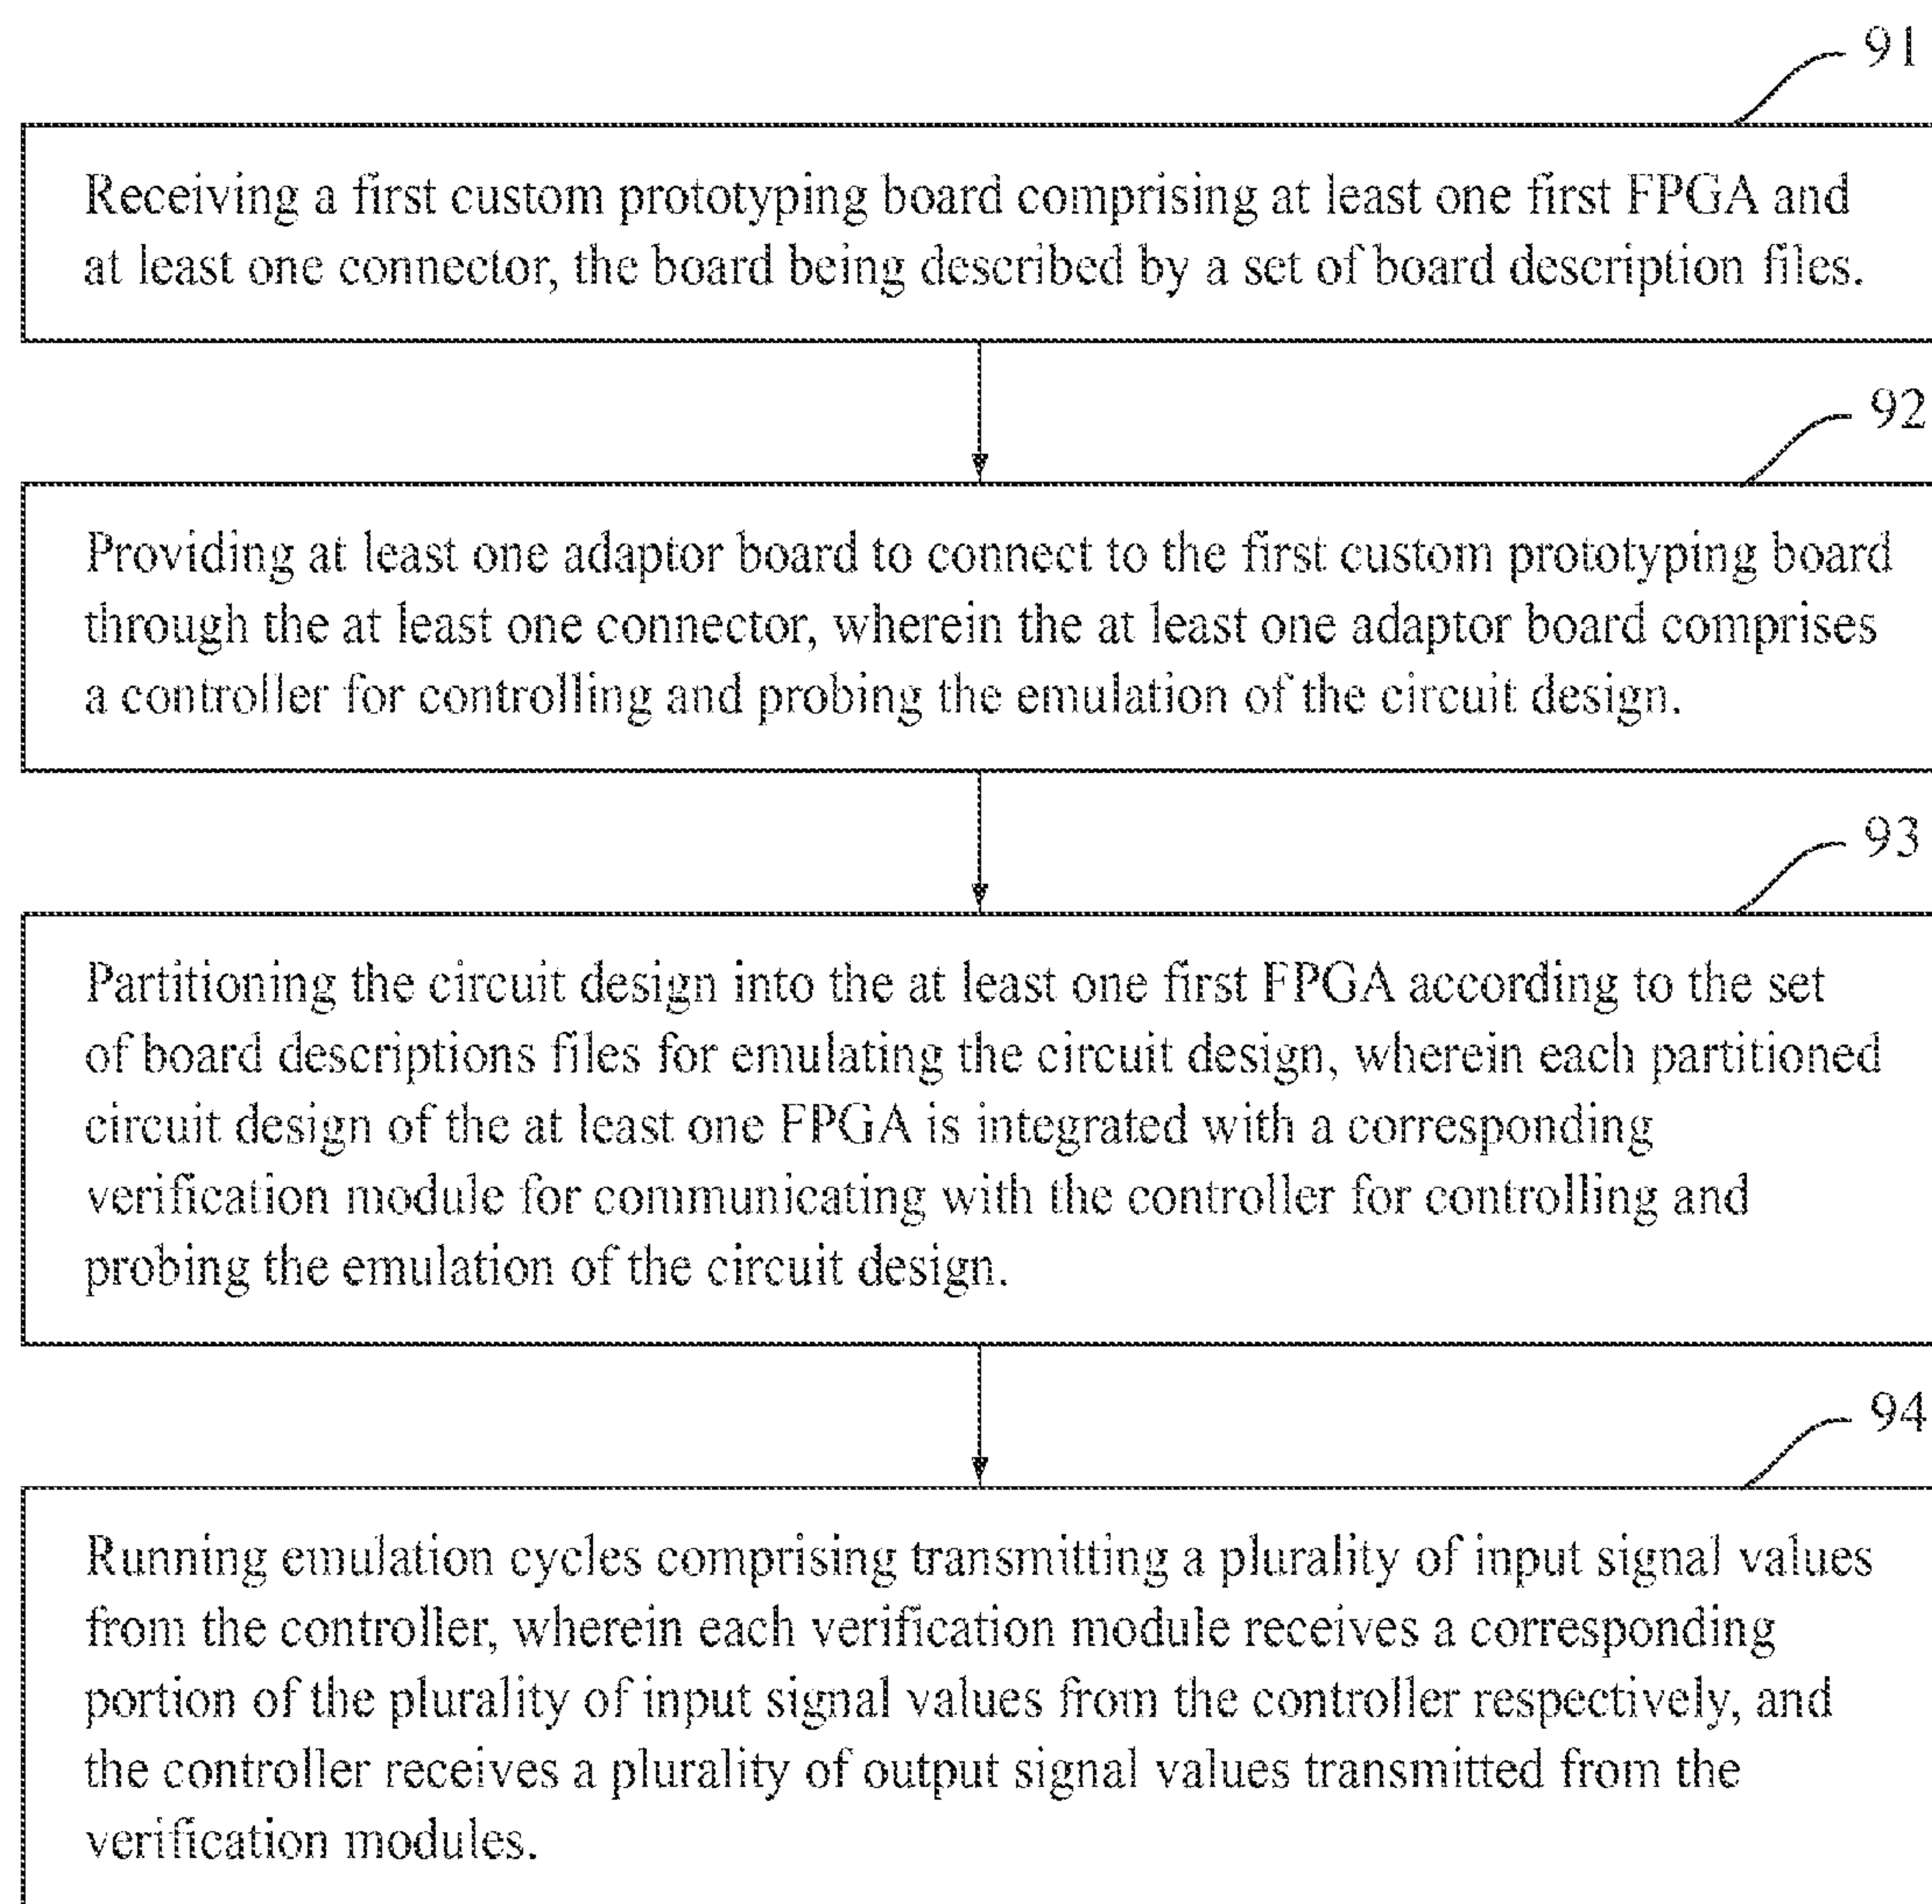 91
Receiving a first custom prototyping board comprising at least one first FPGA and
at least one connector, the board being described by a set of board description files.
92
Providing at least one adaptor board to connect to the first custom prototyping board
through the at least one connector, wherein the at least one adaptor board comprises
a controller for controlling and probing the emulation of the circuit design.
93
Partitioning the circuit design into the at least one first FPGA according to the set
of board descriptions files for emulating the circuit design, wherein each partitioned
circuit design of the at least one FPGA is integrated with a corresponding
verification module for communicating with the controller for controlling and
probing the emulation of the circuit design.
94
Running emulation cycles comprising transmitting a plurality of input signal values
from the controller, wherein each verification module receives a corresponding
portion of the plurality of input signal values from the controller respectively, and
the controller receives a plurality of output signal values transmitted from the
verification modules.